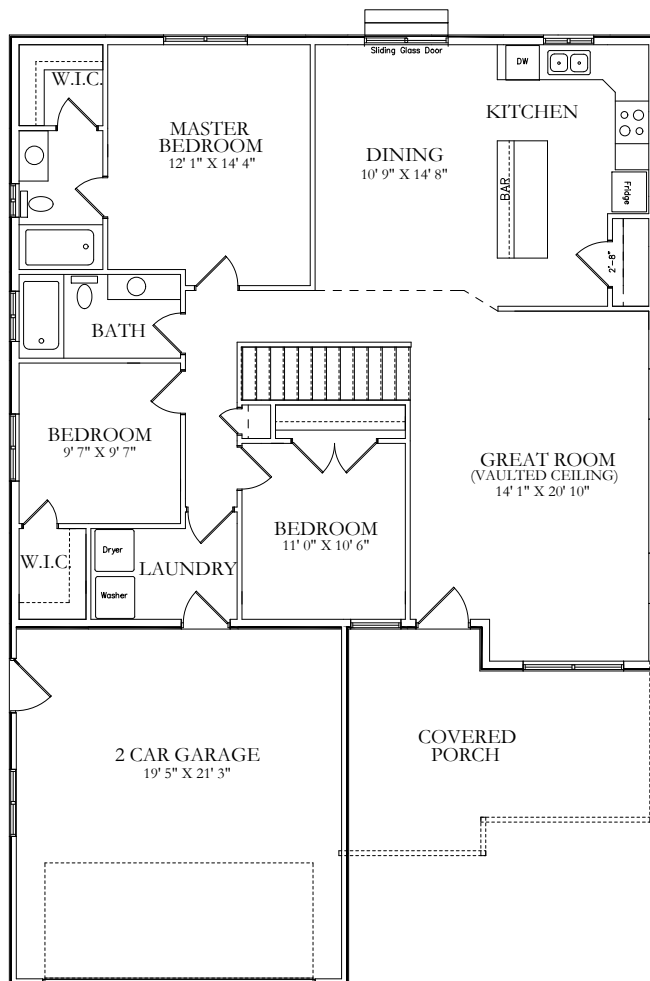 Sliding Glass Door
DW
W.I.C.
KITCHEN
MASTER
BEDROOM
12' 1" X 14' 4"
DINING
10' 9" X 14' 8"
BAR
Fridge
2'-8"
BATH
BEDROOM
9' 7" X 9' 7"
GREAT ROOM
(VAULTED CEILING)
14' 1" X 20' 10"
BEDROOM
11' 0" X 10' 6"
W.I.C.
Dryer
LAUNDRY
Washer
2 CAR GARAGE
19' 5" X 21' 3"
COVERED
PORCH